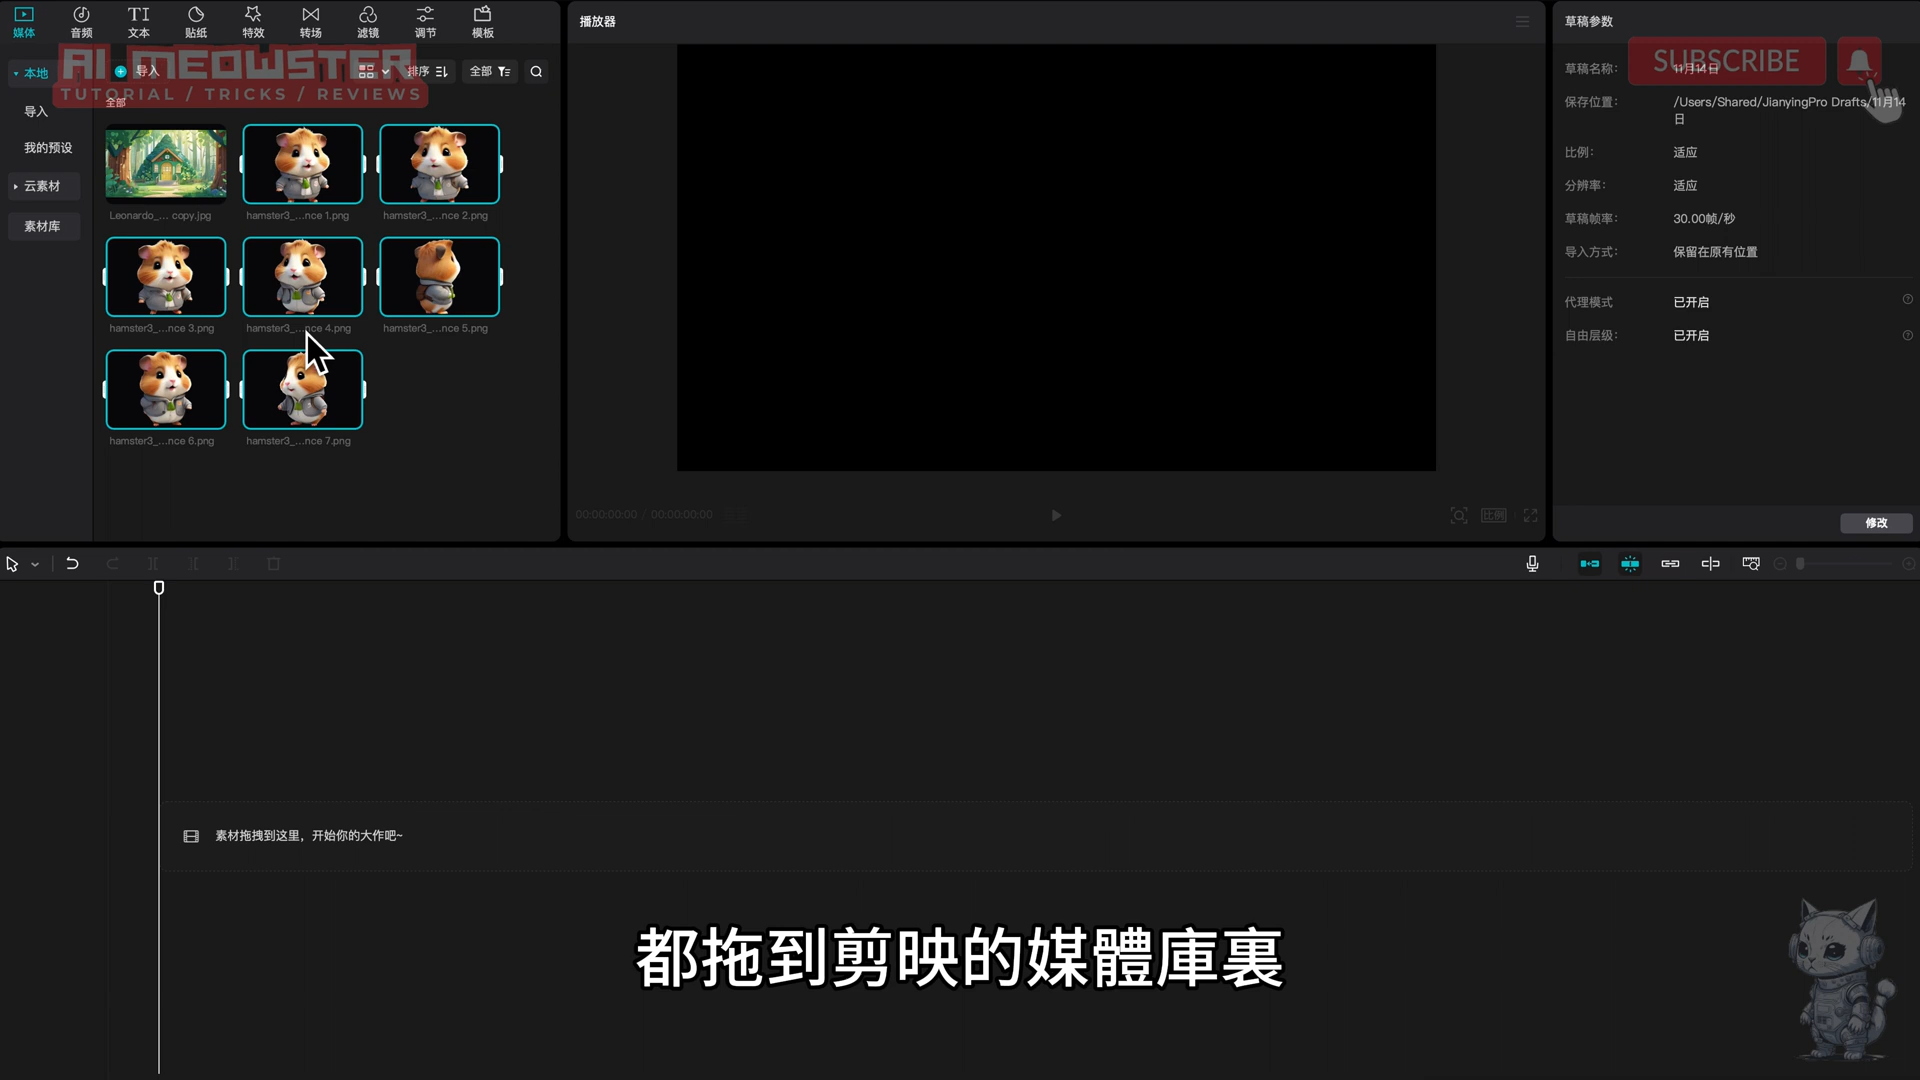 媒体 音频 文本 贴纸 特效 转场 滤镜 调节 模板
播放器
草稿参数
AI MEOWSTER
TUTORIAL / TRICKS / REVIEWS
SUBSCRIBE
本地
导入
排序
全部
全部
导入
我的预设
云素材
素材库
Leonardo_... copy.jpg
hamster3_...nce 1.png
hamster3_...nce 2.png
hamster3_...nce 3.png
hamster3_...nce 4.png
hamster3_...nce 5.png
hamster3_...nce 6.png
hamster3_...nce 7.png
00:00:00:00 / 00:00:00:00
比例
草稿名称： 11月14日
保存位置： /Users/Shared/JianyingPro Drafts/11月14
日
比例： 适应
分辨率： 适应
草稿帧率： 30.00帧/秒
导入方式： 保留在原有位置
代理模式 已开启
自由层级： 已开启
修改
素材拖拽到这里，开始你的大作吧~
都拖到剪映的媒體庫裏